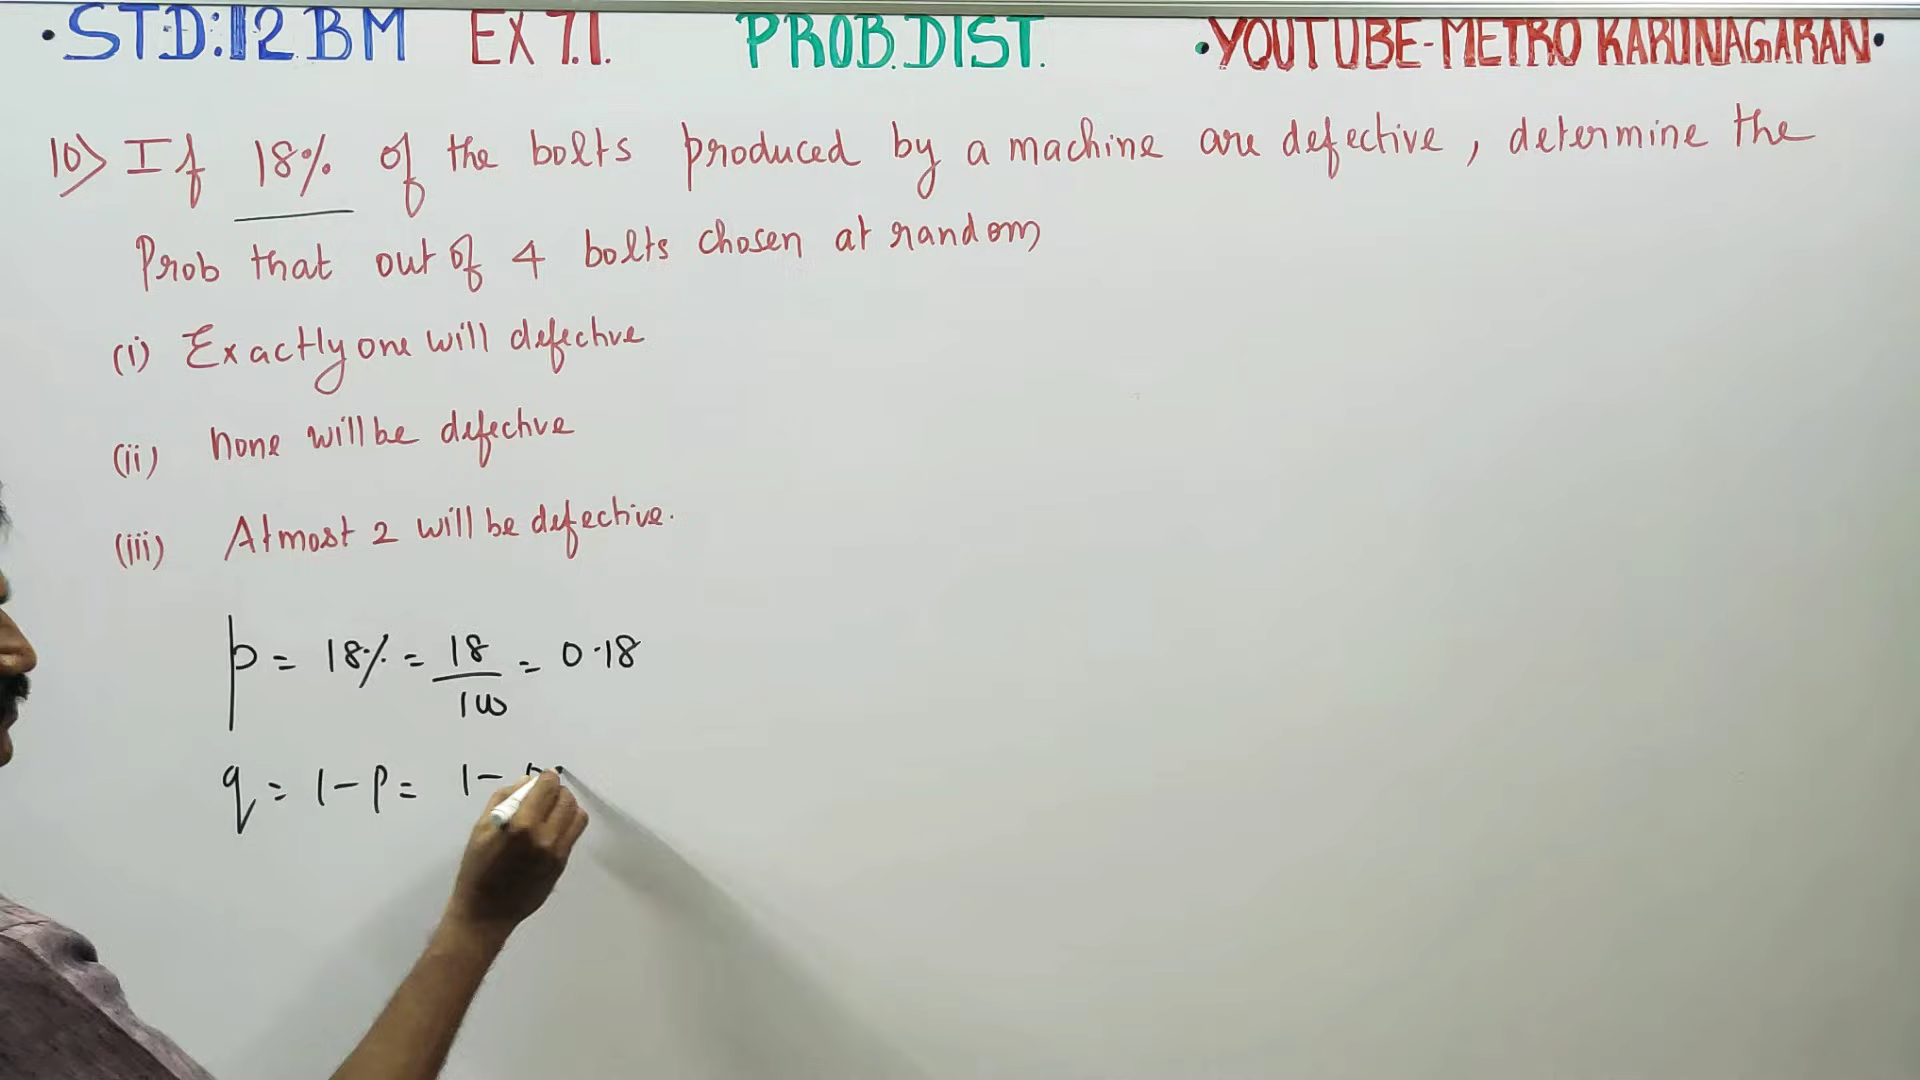 •STD:12 BM EX 7.1. PROB.DIST. •YOUTUBE-METRO KARUNAGARAN•
10) If 18% of the bolts produced by a machine are defective, determine the
Prob that out of 4 bolts chosen at random
(i) Exactly one will defective
(ii) none will be defective
(iii) Atmost 2 will be defective.
p = 18% = 18/100 = 0.18
q = 1-p = 1-